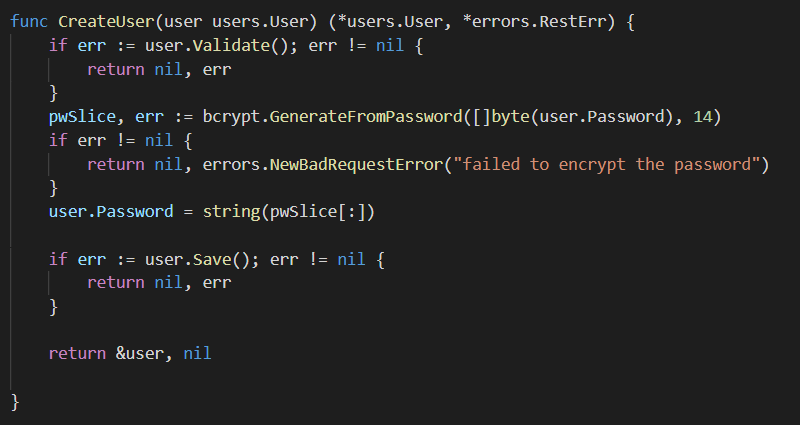 func CreateUser(user users.User) (*users.User, *errors.RestErr) {
    if err := user.Validate(); err != nil {
        return nil, err
    }
    pwSlice, err := bcrypt.GenerateFromPassword([]byte(user.Password), 14)
    if err != nil {
        return nil, errors.NewBadRequestError("failed to encrypt the password")
    }
    user.Password = string(pwSlice[:])

    if err := user.Save(); err != nil {
        return nil, err
    }

    return &user, nil

}